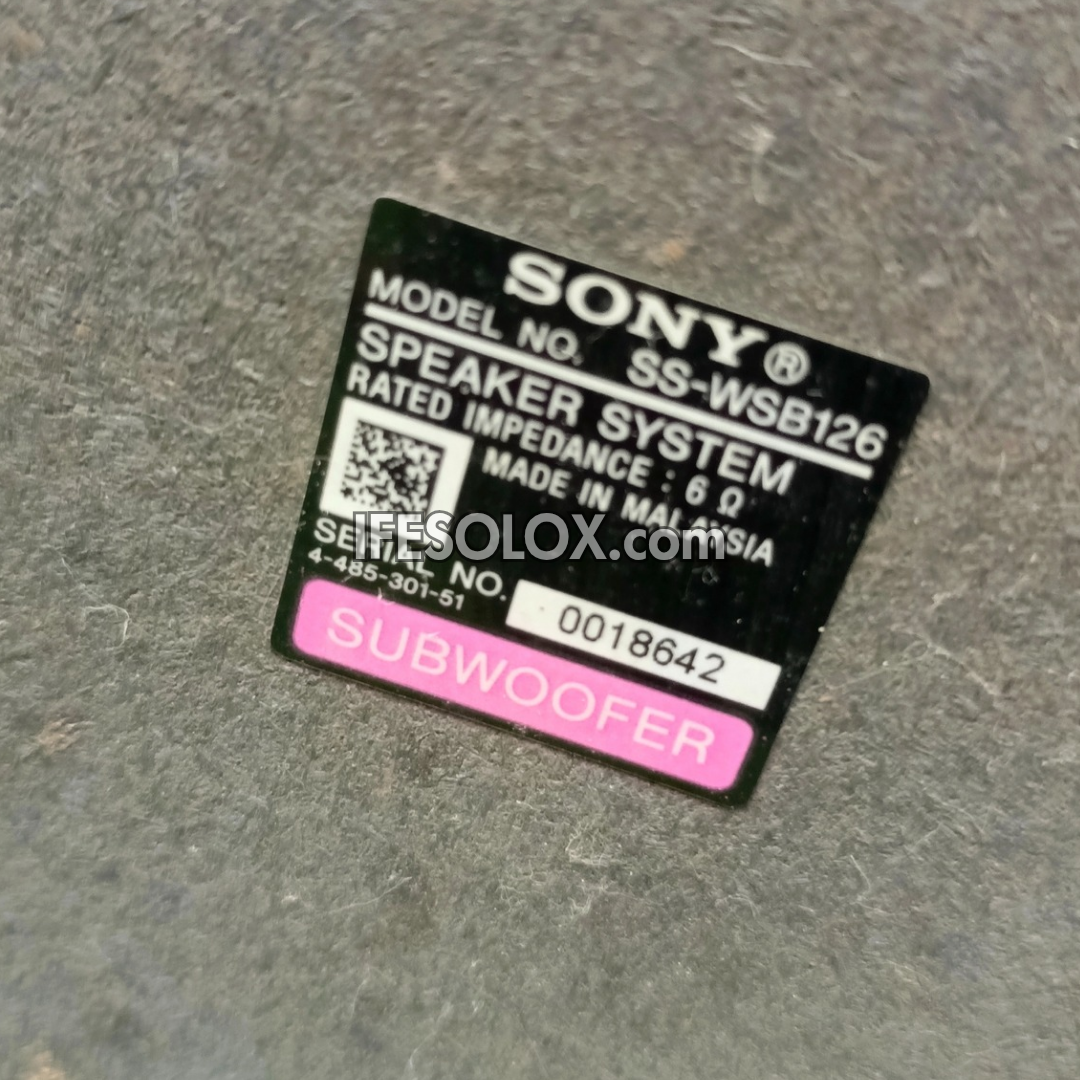 SONY®
MODEL NO. SS-WSB126
SPEAKER SYSTEM
RATED IMPEDANCE : 6 Ω
MADE IN MALAYSIA
IFESOLOX.com
SERIAL NO. 0018642
4-485-301-51
SUBWOOFER